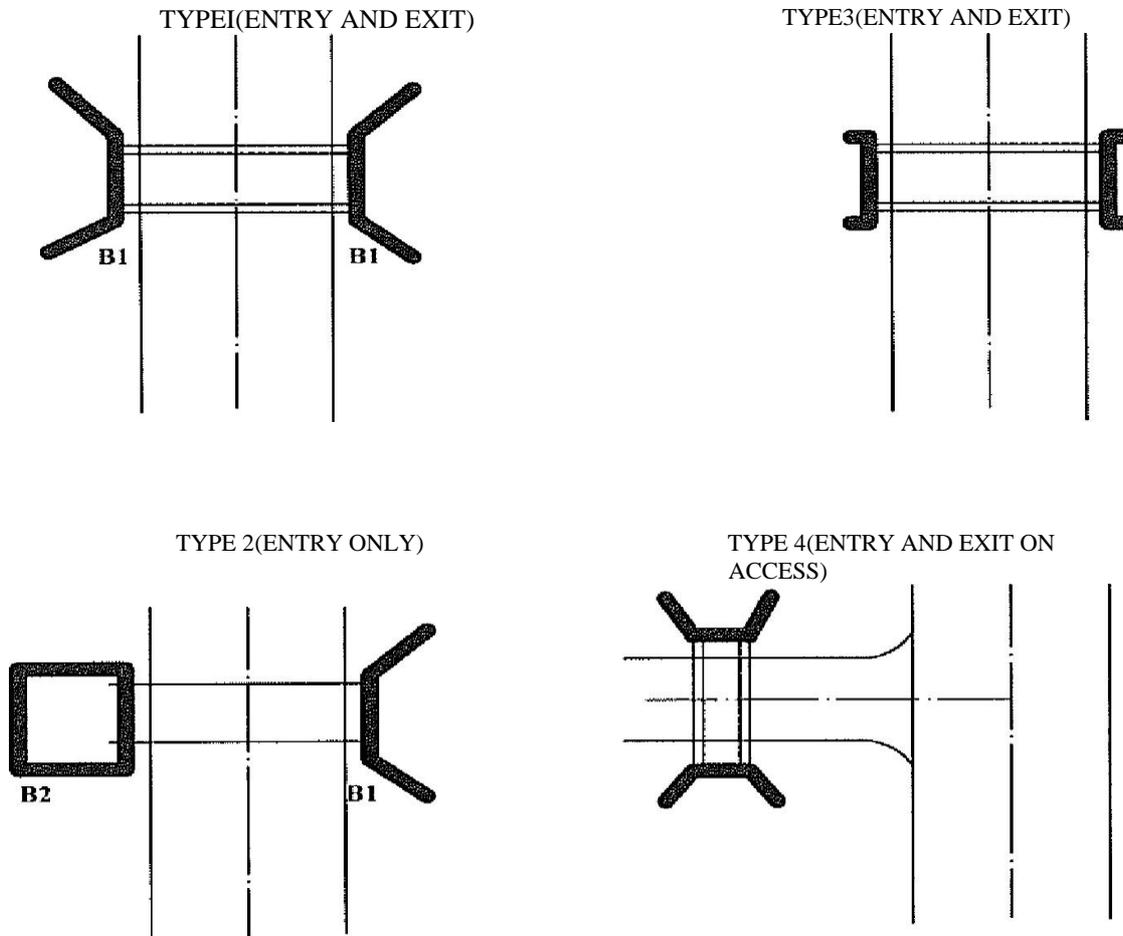 TYPEI(ENTRY AND EXIT)
TYPE3(ENTRY AND EXIT)
B1
B1
TYPE 2(ENTRY ONLY)
TYPE 4(ENTRY AND EXIT ON
ACCESS)
B2
B1